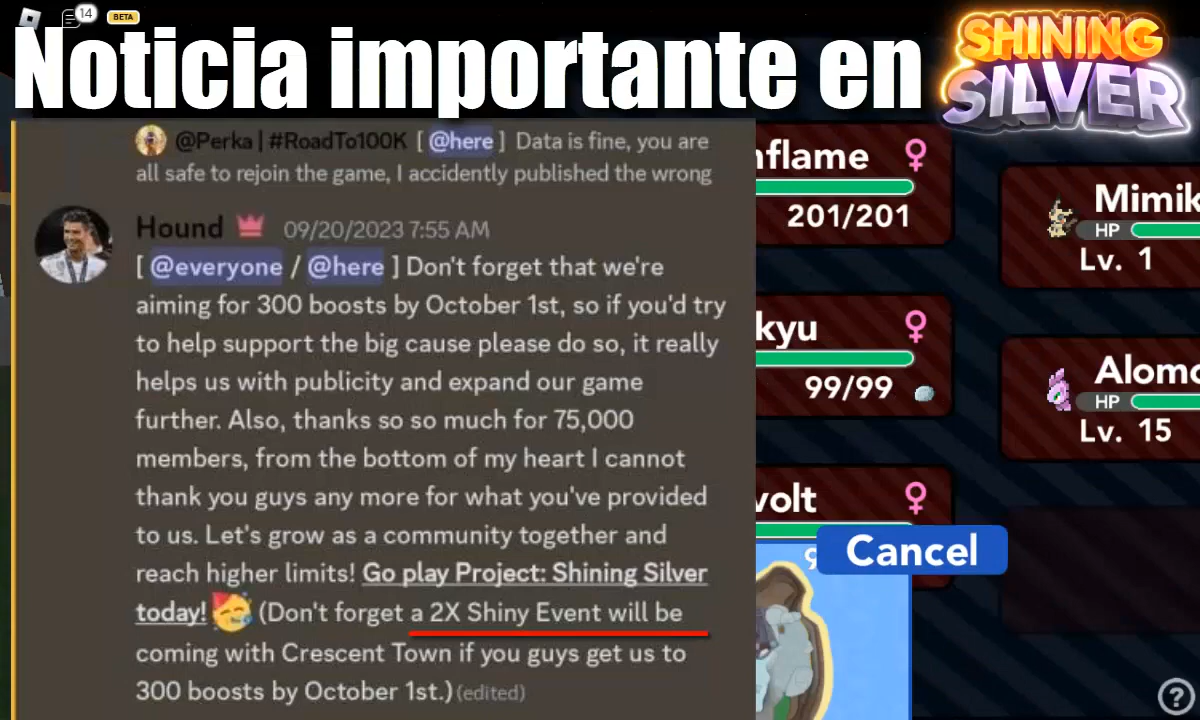 14
BETA
Noticia importante en
SHINING
SILVER
@Perka | #RoadTo100K [ @here ] Data is fine, you are
all safe to rejoin the game, I accidently published the wrong
Hound 09/20/2023 7:55 AM
[ @everyone / @here ] Don't forget that we're
aiming for 300 boosts by October 1st, so if you'd try
to help support the big cause please do so, it really
helps us with publicity and expand our game
further. Also, thanks so so much for 75,000
members, from the bottom of my heart I cannot
thank you guys any more for what you've provided
to us. Let's grow as a community together and
reach higher limits! Go play Project: Shining Silver
today! (Don't forget a 2X Shiny Event will be
coming with Crescent Town if you guys get us to
300 boosts by October 1st.) (edited)
nflame ♀
201/201
Mimik
HP
Lv. 1
kyu ♀
99/99
Alomo
HP
Lv. 15
volt ♀
9
Cancel
?